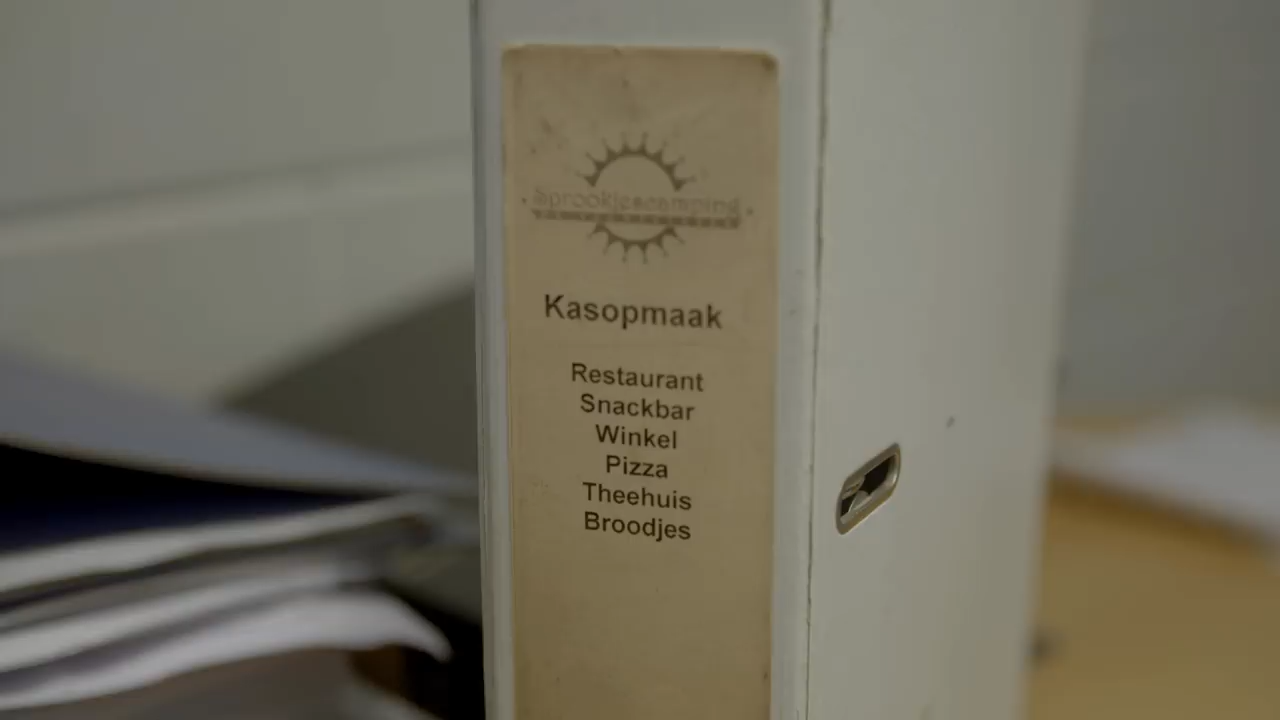 Sprookjescamping
Kasopmaak
Restaurant
Snackbar
Winkel
Pizza
Theehuis
Broodjes